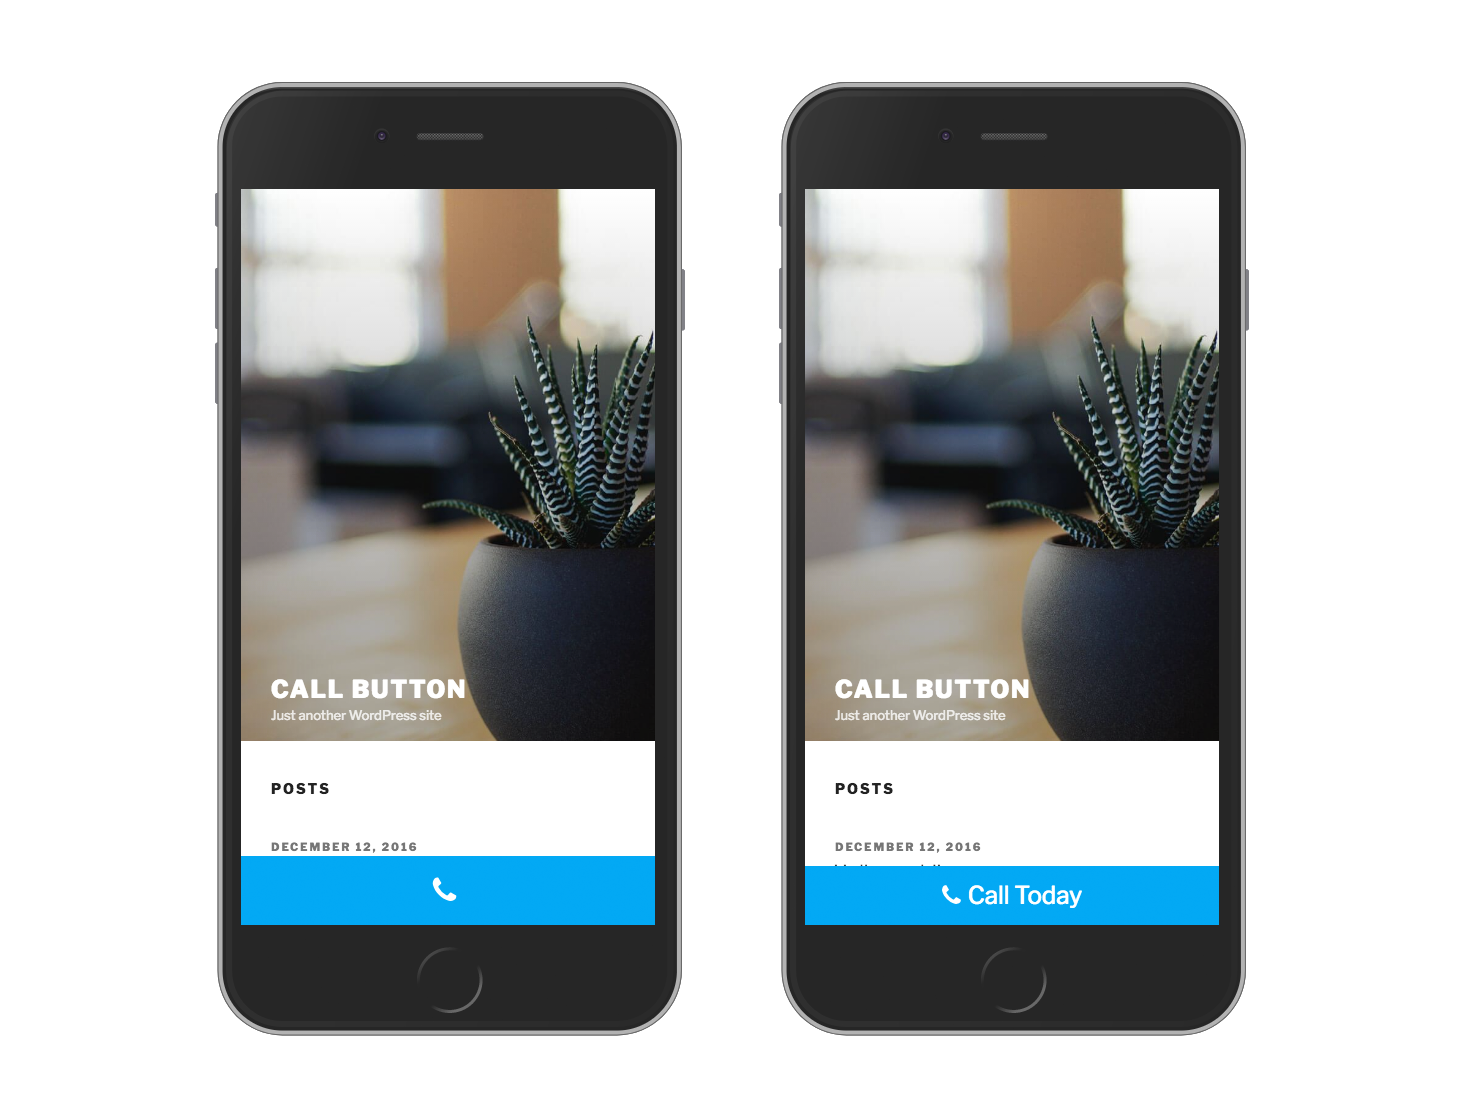 CALL BUTTON
Just another WordPress site
POSTS
DECEMBER 12, 2016
CALL BUTTON
Just another WordPress site
POSTS
DECEMBER 12, 2016
Call Today